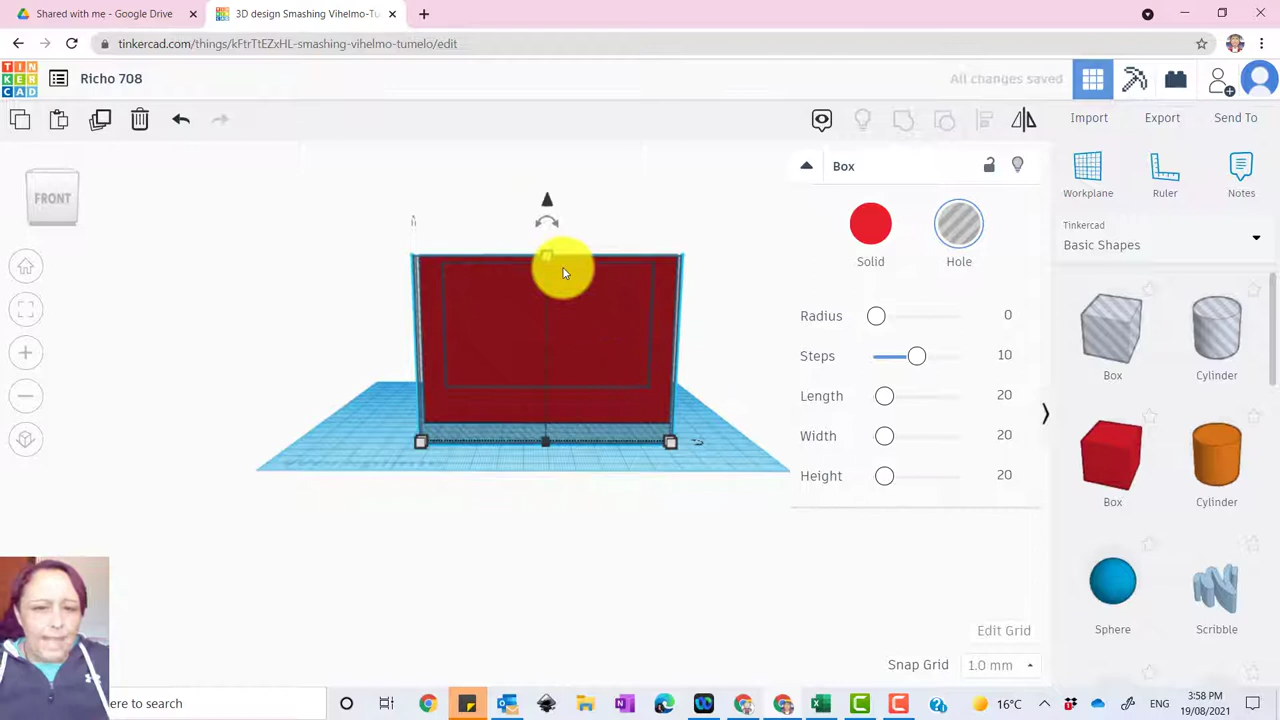 Shared with me - Google Drive
3D design Smashing Vihelmo-Tu
tinkercad.com/things/kFtrTtEZxHL-smashing-vihelmo-tumelo/edit
TIN
KER
CAD
Richo 708
All changes saved
Import
Export
Send To
FRONT
Box
Solid
Hole
Radius 0
Steps 10
Length 20
Width 20
Height 20
Workplane
Ruler
Notes
Tinkercad
Basic Shapes
Box
Cylinder
Box
Cylinder
Sphere
Scribble
Edit Grid
Snap Grid 1.0 mm
ere to search
16°C
ENG
3:58 PM
19/08/2021